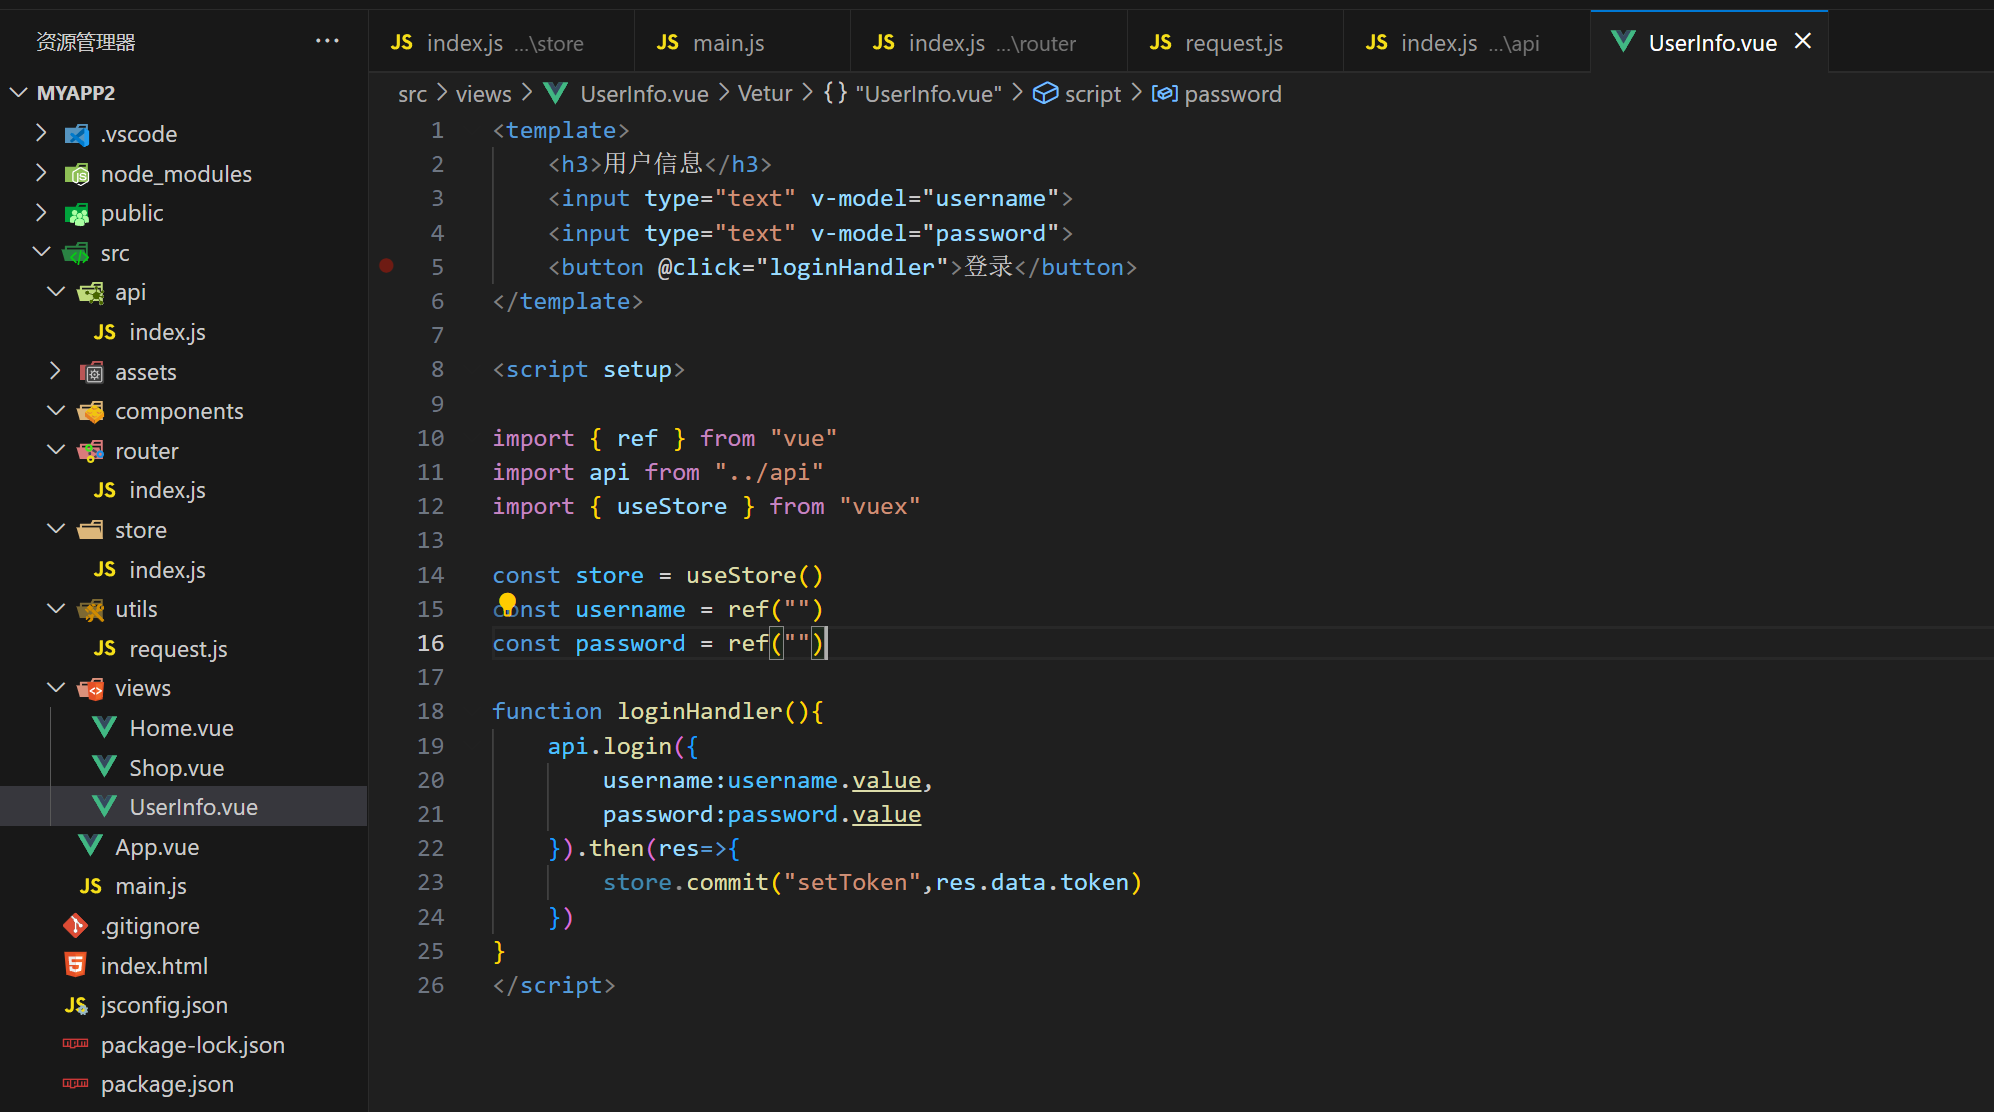 资源管理器
MYAPP2
.vscode
node_modules
public
src
api
JS index.js
assets
components
router
JS index.js
store
JS index.js
utils
JS request.js
views
Home.vue
Shop.vue
UserInfo.vue
App.vue
JS main.js
.gitignore
index.html
jsconfig.json
package-lock.json
package.json
JS index.js ...\store
JS main.js
JS index.js ...\router
JS request.js
JS index.js ...\api
UserInfo.vue
src > views > UserInfo.vue > Vetur > {} "UserInfo.vue" > script > password
1 <template>
2     <h3>用户信息</h3>
3     <input type="text" v-model="username">
4     <input type="text" v-model="password">
5     <button @click="loginHandler">登录</button>
6 </template>
7
8 <script setup>
9
10 import { ref } from "vue"
11 import api from "../api"
12 import { useStore } from "vuex"
13
14 const store = useStore()
15 const username = ref("")
16 const password = ref("")
17
18 function loginHandler(){
19     api.login({
20         username:username.value,
21         password:password.value
22     }).then(res=>{
23         store.commit("setToken",res.data.token)
24     })
25 }
26 </script>